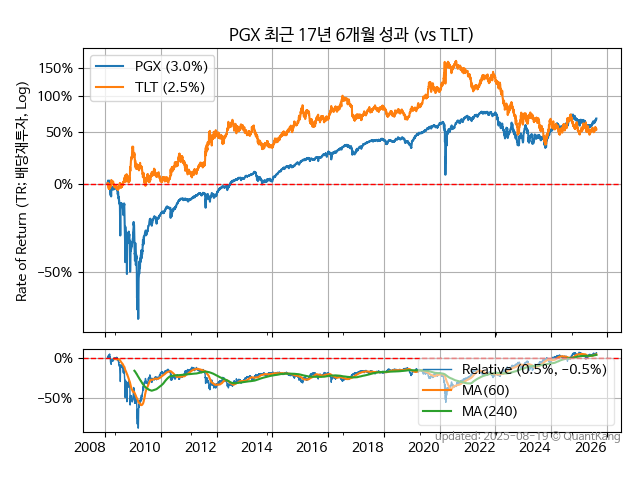 PGX 최근 17년 6개월 성과 (vs TLT)
Rate of Return (TR; 배당재투자, Log)
150%
100%
50%
0%
−50%
PGX (3.0%)
TLT (2.5%)
0%
−50%
Relative (0.5%, −0.5%)
MA(60)
MA(240)
updated: 2025-08-19 © QuantKang
2008 2010 2012 2014 2016 2018 2020 2022 2024 2026